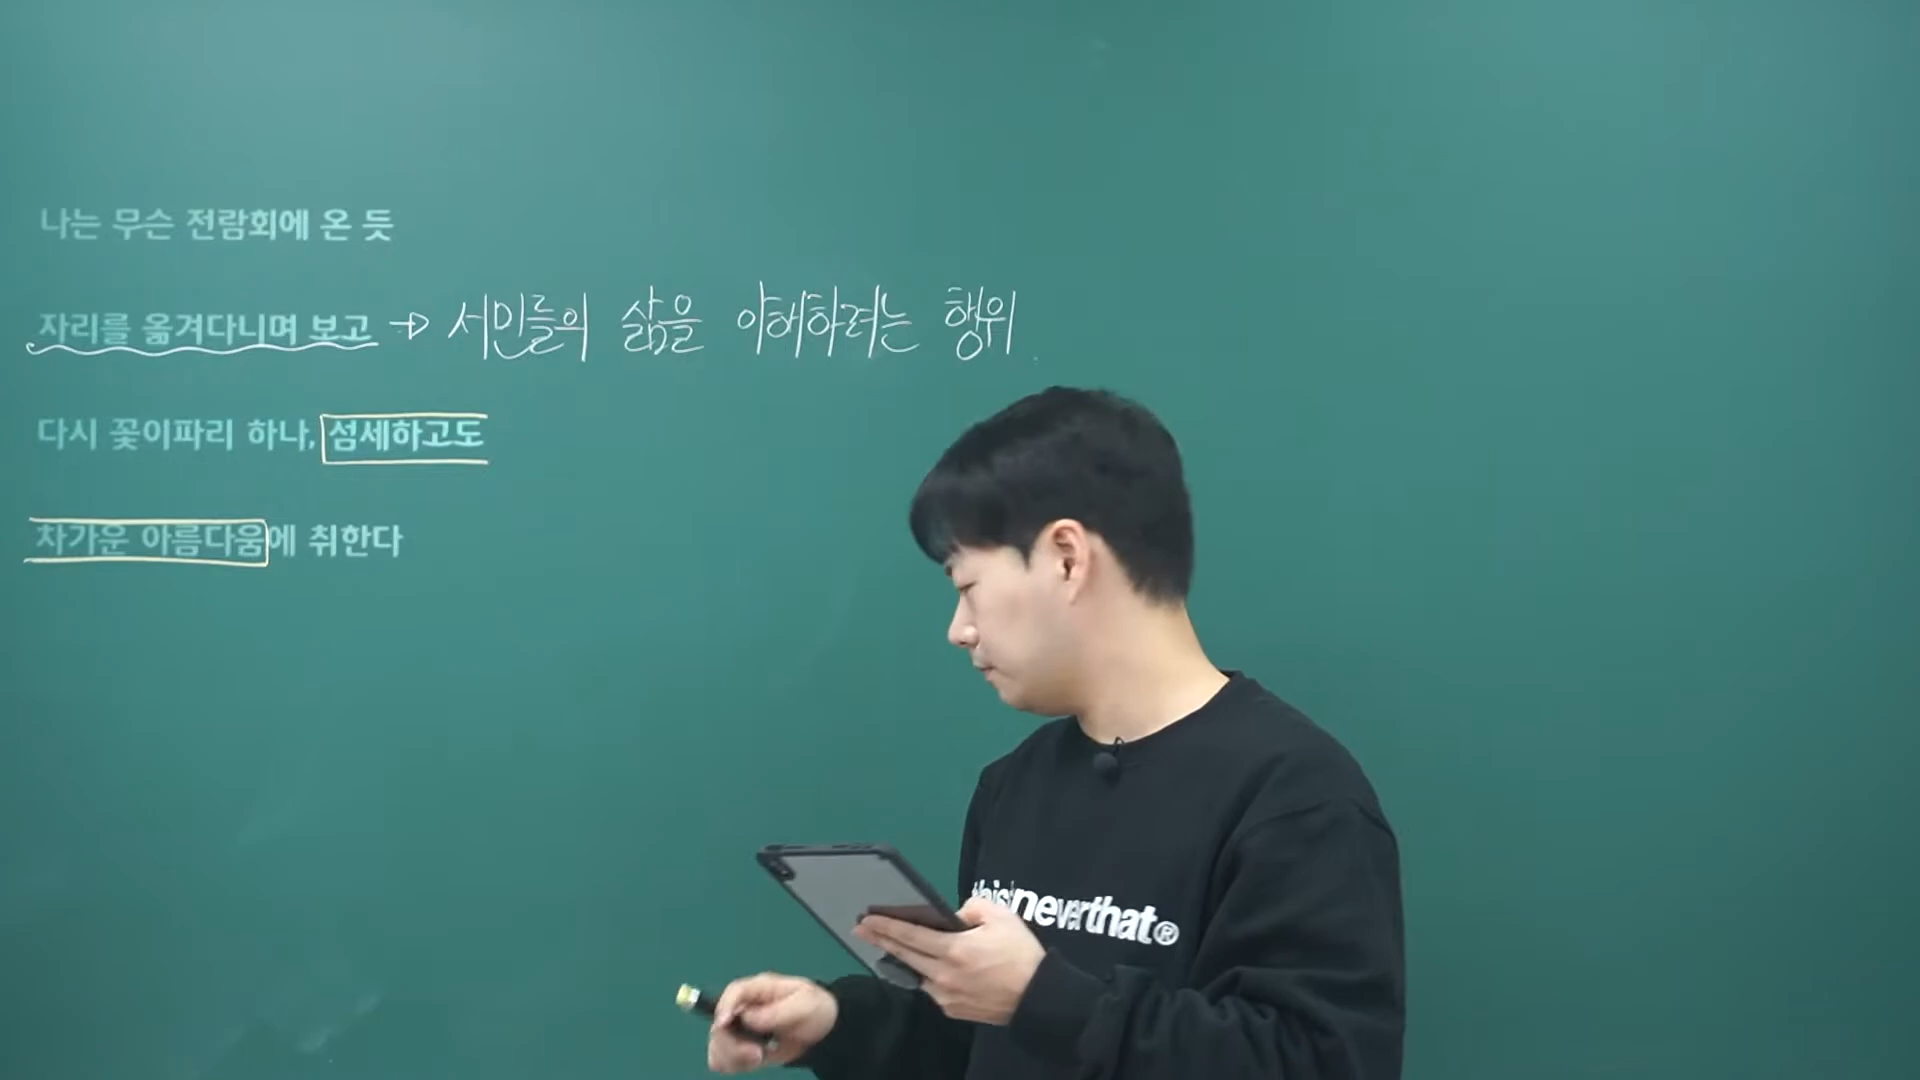 나는 무슨 전람회에 온 듯
자리를 옮겨다니며 보고 → 서민들의 삶을 이해하려는 행위
다시 꽃이파리 하나, 섬세하고도
차가운 아름다움에 취한다
thisisneverthat®